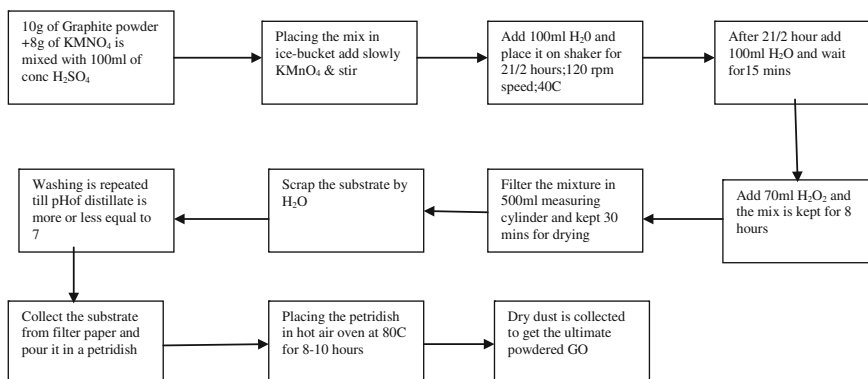 10g of Graphite powder
+8g of KMNO₄ is
mixed with 100ml of
conc H₂SO₄
Placing the mix in
ice-bucket add slowly
KMnO₄ & stir
Add 100ml H₂0 and
place it on shaker for
21/2 hours;120 rpm
speed;40C
After 21/2 hour add
100ml H₂O and wait
for15 mins
Add 70ml H₂O₂ and
the mix is kept for 8
hours
Filter the mixture in
500ml measuring
cylinder and kept 30
mins for drying
Scrap the substrate by
H₂O
Washing is repeated
till pHof distillate is
more or less equal to
7
Collect the substrate
from filter paper and
pour it in a petridish
Placing the petridish
in hot air oven at 80C
for 8-10 hours
Dry dust is collected
to get the ultimate
powdered GO